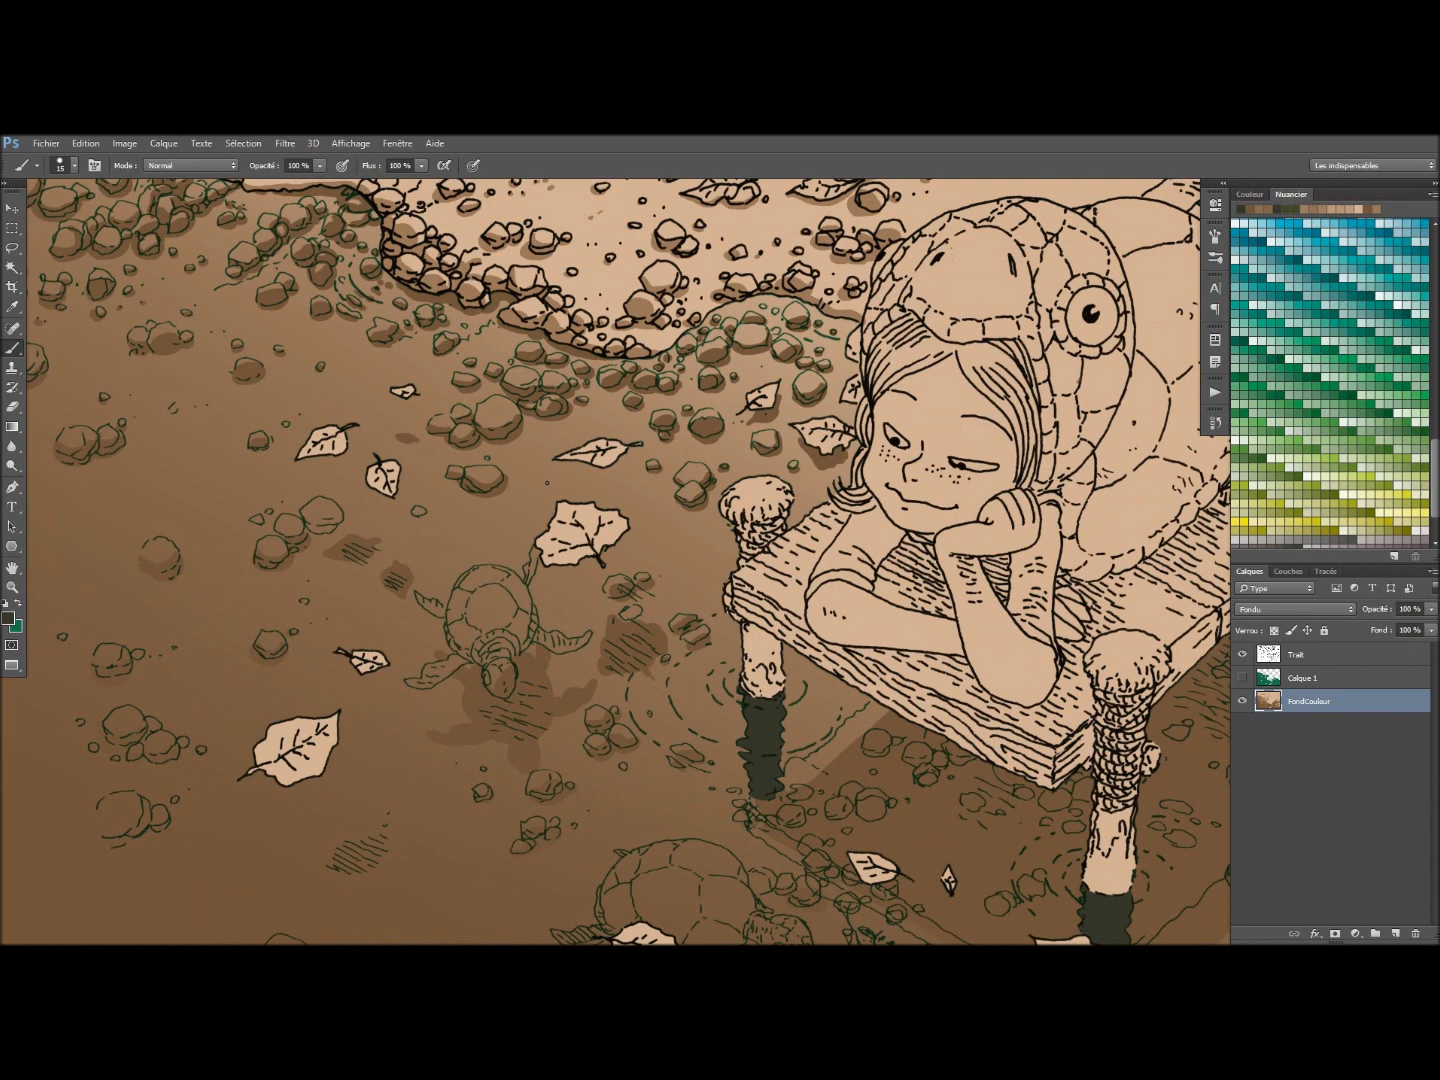 Ps Fichier Edition Image Calque Texte Sélection Filtre 3D Affichage Fenêtre Aide
15 Mode : Normal Opacité : 100 % Flux : 100 % Les indispensables
Couleur Nuancier
Calques Couches Tracés
Type
Fondu Opacité : 100 %
Verrou : Fond : 100 %
Trait
Calque 1
FondCouleur